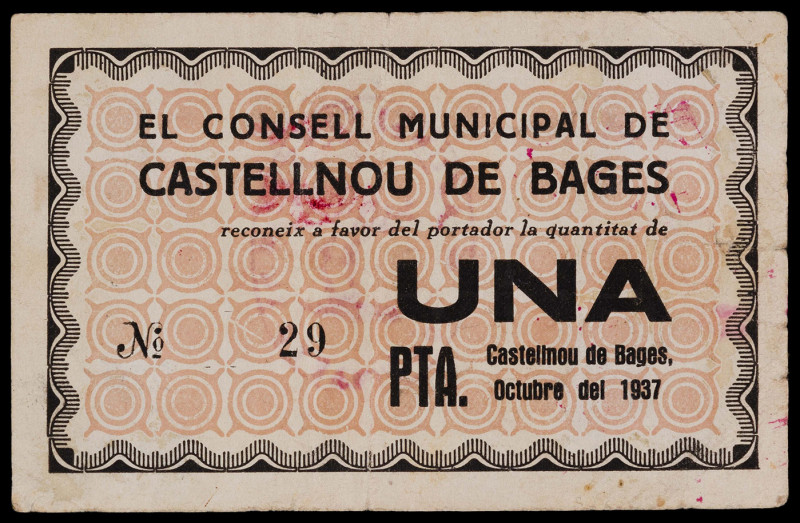 EL CONSELL MUNICIPAL DE
CASTELLNOU DE BAGES
reconeix a favor del portador la quantitat de
UNA
PTA.
Castellnou de Bages,
Octubre del 1937
Nº 29